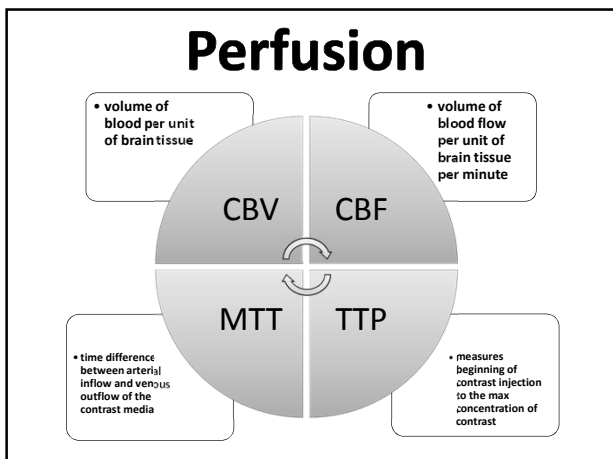 Perfusion
• volume of
blood per unit
of brain tissue
• volume of
blood flow
per unit of
brain tissue
per minute
CBV
CBF
MTT
TTP
• time difference
between arterial
inflow and venous
outflow of the
contrast media
• measures
beginning of
contrast injection
to the max
concentration of
contrast